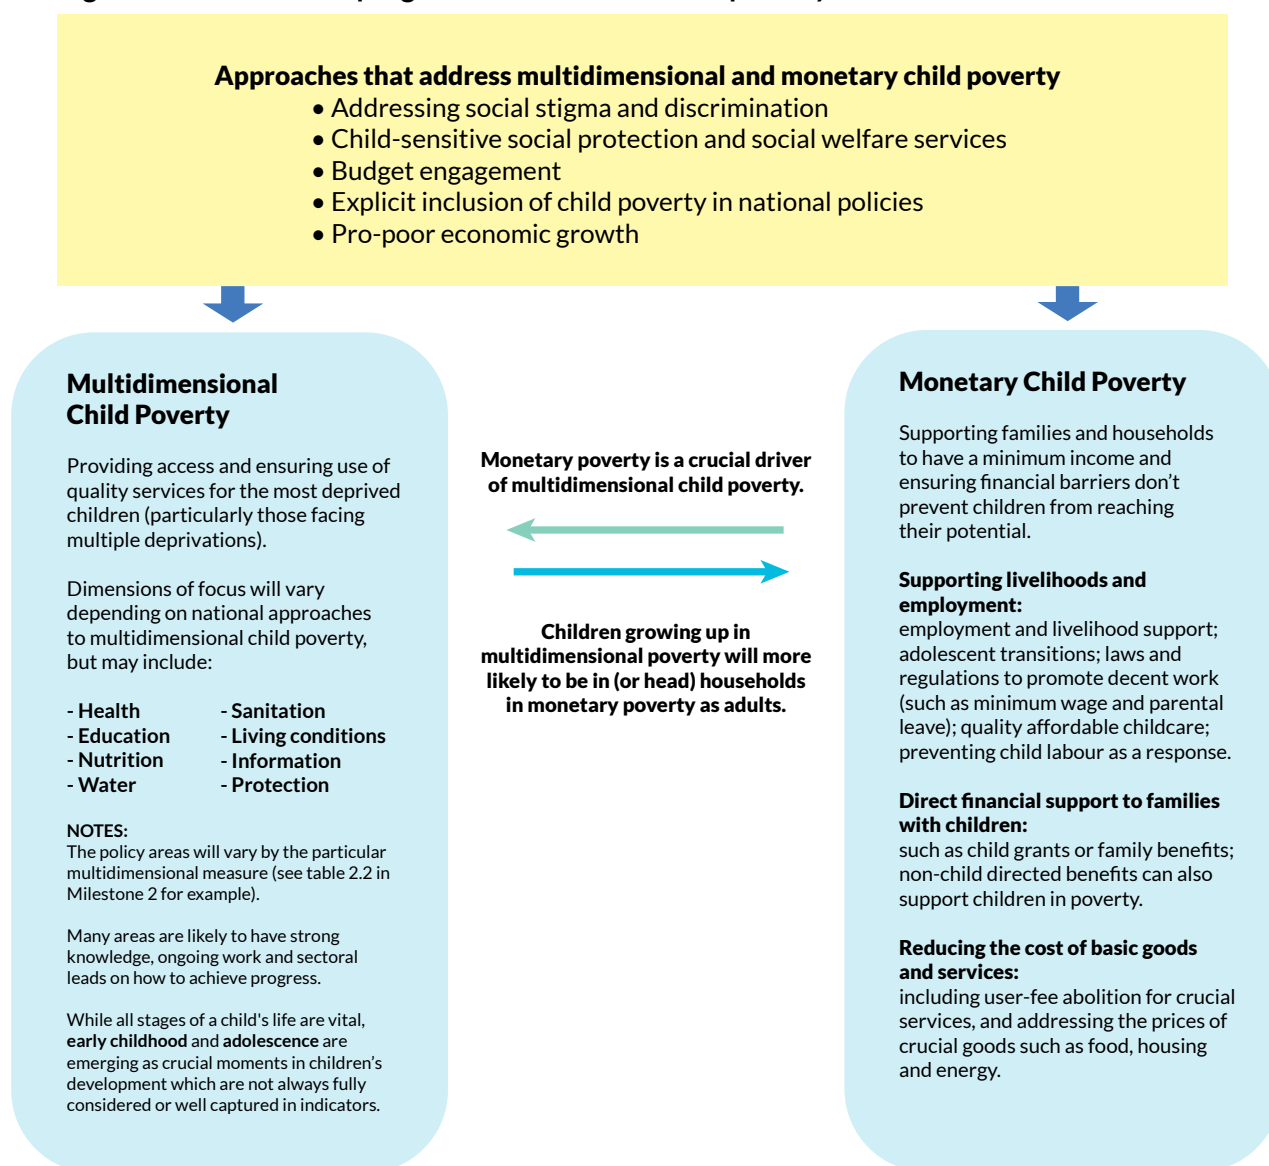 Approaches that address multidimensional and monetary child poverty
• Addressing social stigma and discrimination
• Child-sensitive social protection and social welfare services
• Budget engagement
• Explicit inclusion of child poverty in national policies
• Pro-poor economic growth
Multidimensional
Child Poverty
Providing access and ensuring use of
quality services for the most deprived
children (particularly those facing
multiple deprivations).
Dimensions of focus will vary
depending on national approaches
to multidimensional child poverty,
but may include:
- Health
- Education
- Nutrition
- Water
- Sanitation
- Living conditions
- Information
- Protection
NOTES:
The policy areas will vary by the particular
multidimensional measure (see table 2.2 in
Milestone 2 for example).
Many areas are likely to have strong
knowledge, ongoing work and sectoral
leads on how to achieve progress.
While all stages of a child's life are vital,
early childhood and adolescence are
emerging as crucial moments in children’s
development which are not always fully
considered or well captured in indicators.
Monetary poverty is a crucial driver
of multidimensional child poverty.
Children growing up in
multidimensional poverty will more
likely to be in (or head) households
in monetary poverty as adults.
Monetary Child Poverty
Supporting families and households
to have a minimum income and
ensuring financial barriers don’t
prevent children from reaching
their potential.
Supporting livelihoods and
employment:
employment and livelihood support;
adolescent transitions; laws and
regulations to promote decent work
(such as minimum wage and parental
leave); quality affordable childcare;
preventing child labour as a response.
Direct financial support to families
with children:
such as child grants or family benefits;
non-child directed benefits can also
support children in poverty.
Reducing the cost of basic goods
and services:
including user-fee abolition for crucial
services, and addressing the prices of
crucial goods such as food, housing
and energy.